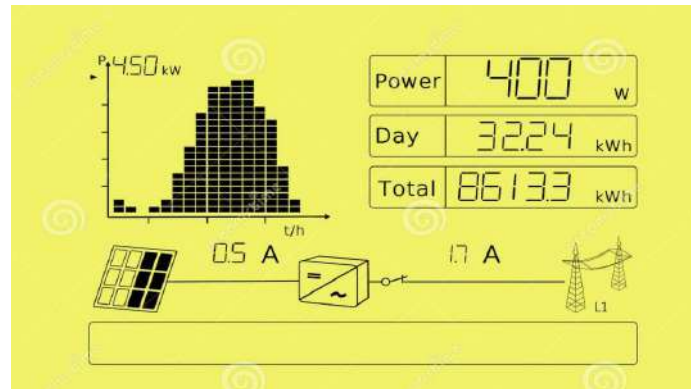 P 4.50 kW
Power 400 W
Day 32.24 kWh
Total 8613.3 kWh
t/h
0.5 A
1.7 A
L1